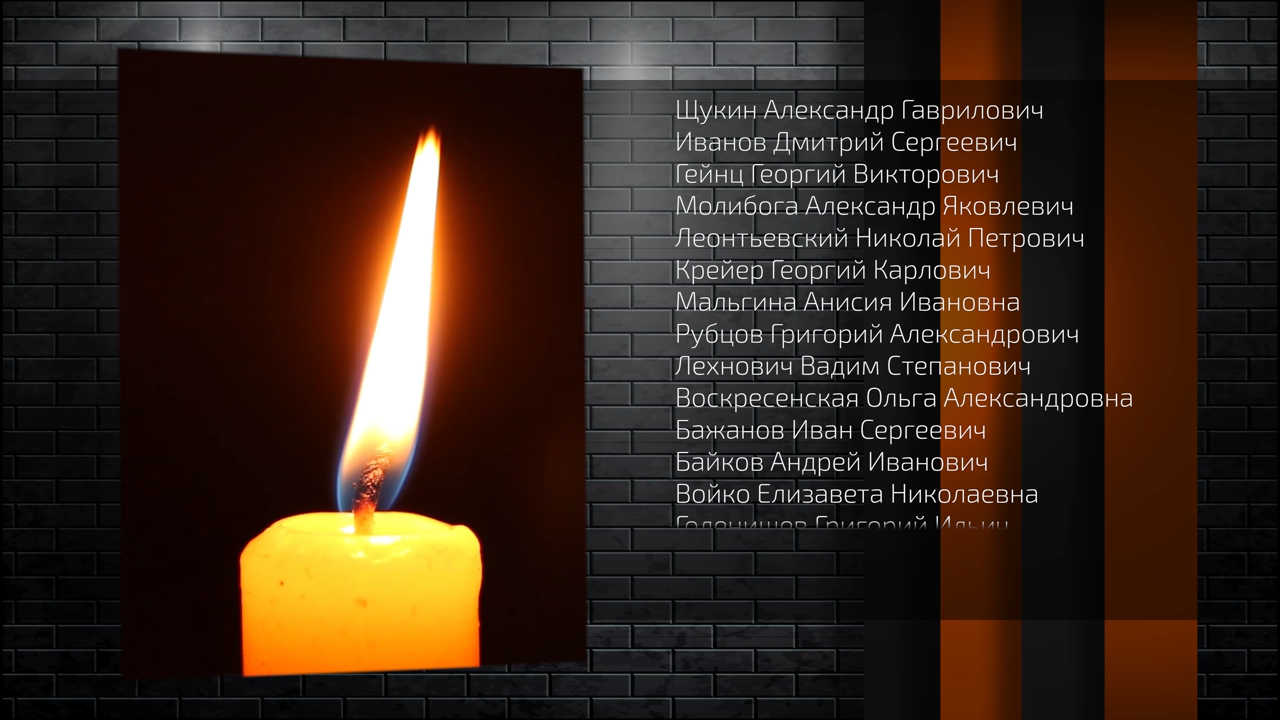 Щукин Александр Гаврилович
Иванов Дмитрий Сергеевич
Гейнц Георгий Викторович
Молибога Александр Яковлевич
Леонтьевский Николай Петрович
Крейер Георгий Карлович
Мальгина Анисия Ивановна
Рубцов Григорий Александрович
Лехнович Вадим Степанович
Воскресенская Ольга Александровна
Бажанов Иван Сергеевич
Байков Андрей Иванович
Войко Елизавета Николаевна
Григорий Ильич